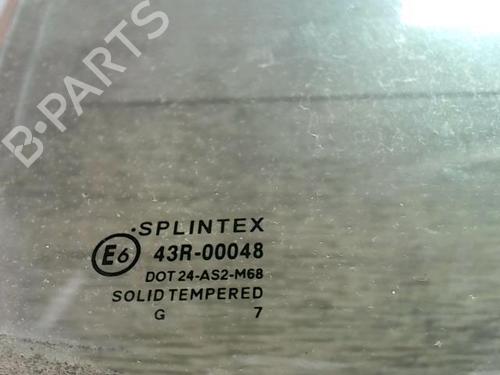 B-PARTS
·SPLINTEX
E6 43R-00048
DOT 24-AS2-M68
SOLID TEMPERED
G 7